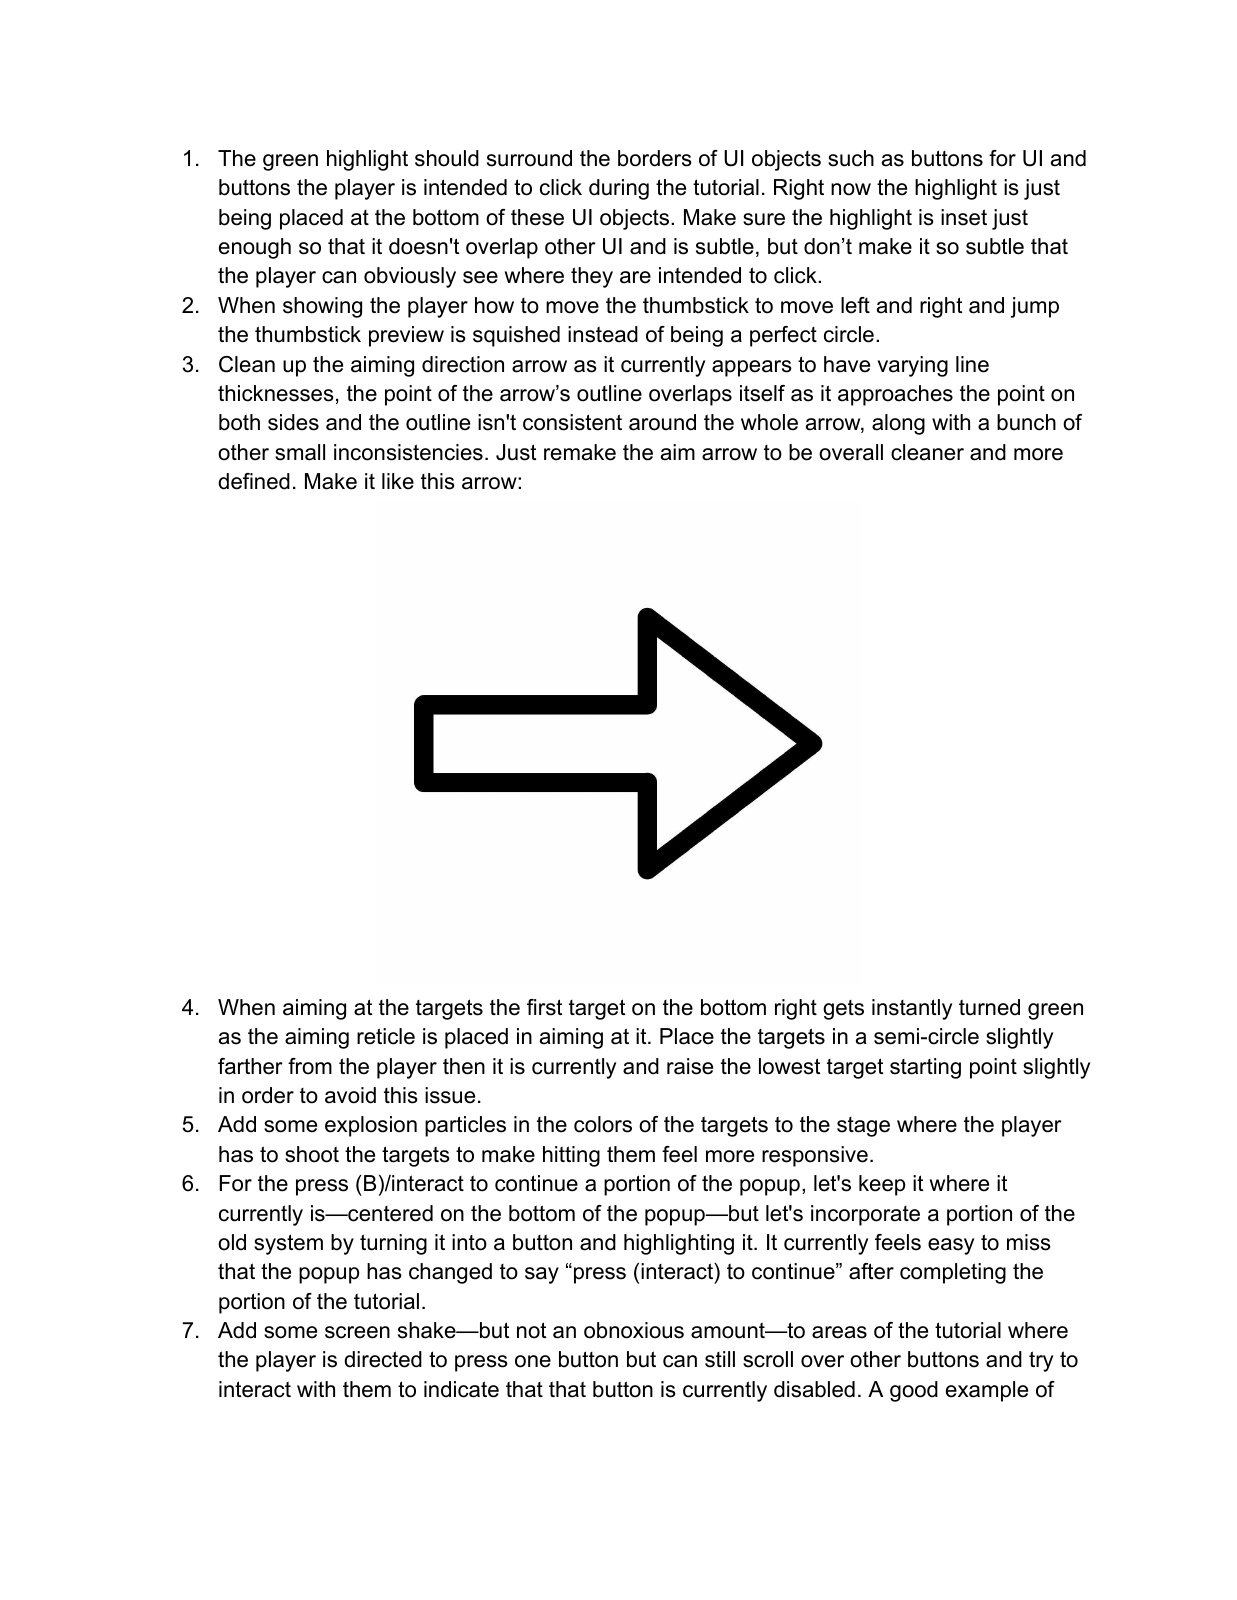 1. The green highlight should surround the borders of UI objects such as buttons for UI and
buttons the player is intended to click during the tutorial. Right now the highlight is just
being placed at the bottom of these UI objects. Make sure the highlight is inset just
enough so that it doesn't overlap other UI and is subtle, but don’t make it so subtle that
the player can obviously see where they are intended to click.
2. When showing the player how to move the thumbstick to move left and right and jump
the thumbstick preview is squished instead of being a perfect circle.
3. Clean up the aiming direction arrow as it currently appears to have varying line
thicknesses, the point of the arrow’s outline overlaps itself as it approaches the point on
both sides and the outline isn't consistent around the whole arrow, along with a bunch of
other small inconsistencies. Just remake the aim arrow to be overall cleaner and more
defined. Make it like this arrow:
4. When aiming at the targets the first target on the bottom right gets instantly turned green
as the aiming reticle is placed in aiming at it. Place the targets in a semi-circle slightly
farther from the player then it is currently and raise the lowest target starting point slightly
in order to avoid this issue.
5. Add some explosion particles in the colors of the targets to the stage where the player
has to shoot the targets to make hitting them feel more responsive.
6. For the press (B)/interact to continue a portion of the popup, let's keep it where it
currently is—centered on the bottom of the popup—but let's incorporate a portion of the
old system by turning it into a button and highlighting it. It currently feels easy to miss
that the popup has changed to say “press (interact) to continue” after completing the
portion of the tutorial.
7. Add some screen shake—but not an obnoxious amount—to areas of the tutorial where
the player is directed to press one button but can still scroll over other buttons and try to
interact with them to indicate that that button is currently disabled. A good example of